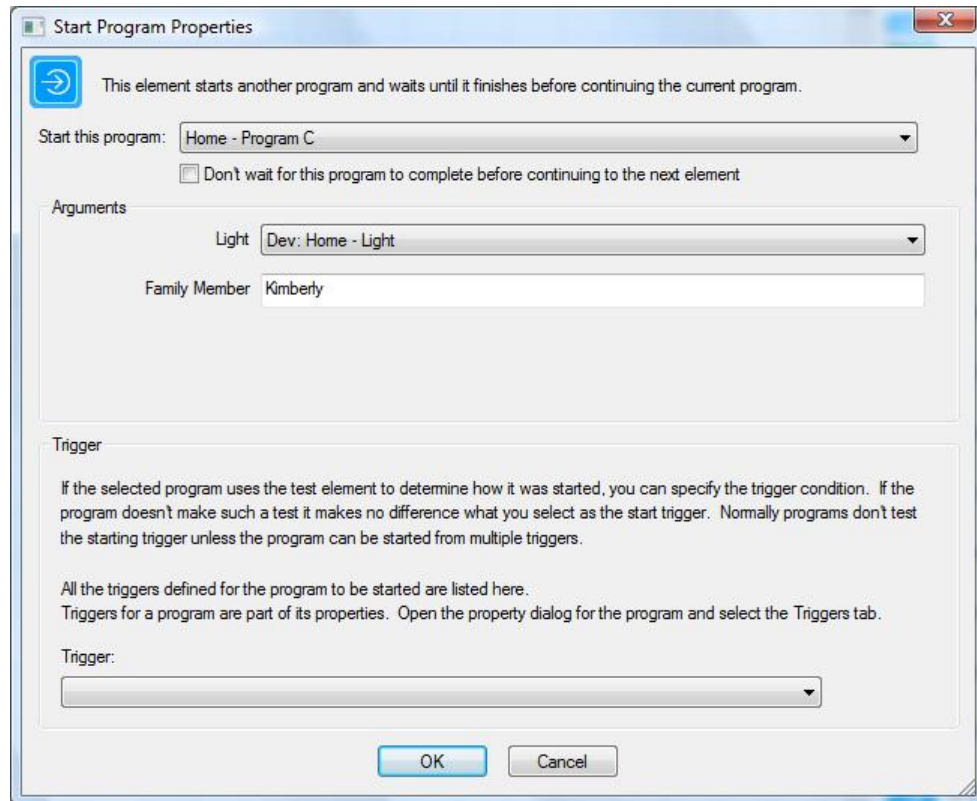 Start Program Properties
This element starts another program and waits until it finishes before continuing the current program.
Start this program: Home - Program C
Don't wait for this program to complete before continuing to the next element
Arguments
Light Dev: Home - Light
Family Member Kimberly
Trigger
If the selected program uses the test element to determine how it was started, you can specify the trigger condition. If the
program doesn't make such a test it makes no difference what you select as the start trigger. Normally programs don't test
the starting trigger unless the program can be started from multiple triggers.
All the triggers defined for the program to be started are listed here.
Triggers for a program are part of its properties. Open the property dialog for the program and select the Triggers tab.
Trigger:
OK Cancel